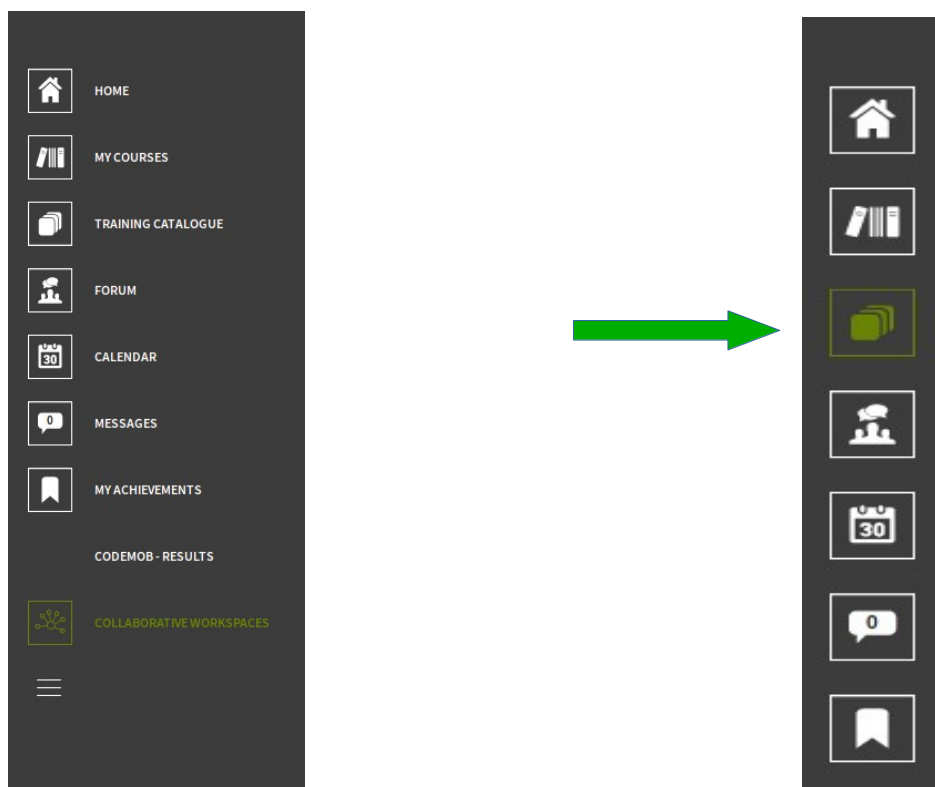 HOME
MY COURSES
TRAINING CATALOGUE
FORUM
30 CALENDAR
0 MESSAGES
MY ACHIEVEMENTS
CODEMOB - RESULTS
COLLABORATIVE WORKSPACES
30
0